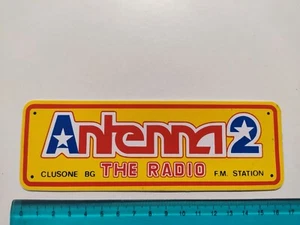 Antenna 2
THE RADIO
CLUSONE BG F.M. STATION